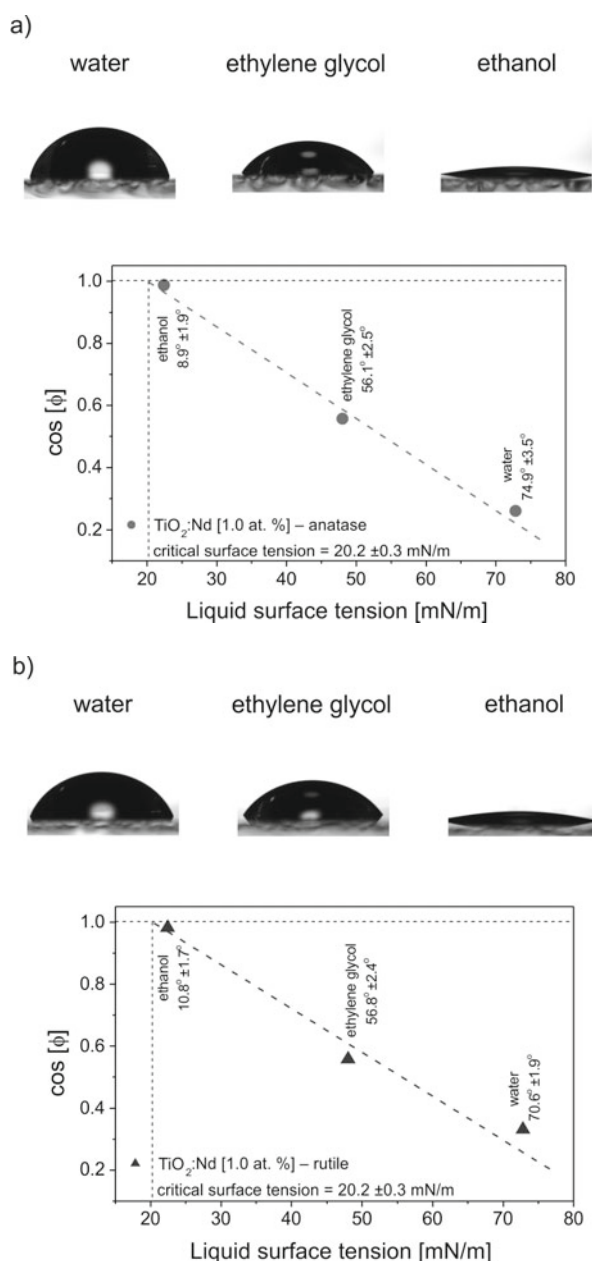 a)
water ethylene glycol ethanol
1.0
0.8
0.6
0.4
0.2
cos [ϕ]
ethanol
8.9° ±1.9°
ethylene glycol
56.1° ±2.5°
water
74.9° ±3.5°
TiO₂:Nd [1.0 at. %] – anatase
critical surface tension = 20.2 ±0.3 mN/m
20 30 40 50 60 70 80
Liquid surface tension [mN/m]
b)
water ethylene glycol ethanol
1.0
0.8
0.6
0.4
0.2
cos [ϕ]
ethanol
10.8° ±1.7°
ethylene glycol
56.8° ±2.4°
water
70.6° ±1.9°
TiO₂:Nd [1.0 at. %] – rutile
critical surface tension = 20.2 ±0.3 mN/m
20 30 40 50 60 70 80
Liquid surface tension [mN/m]